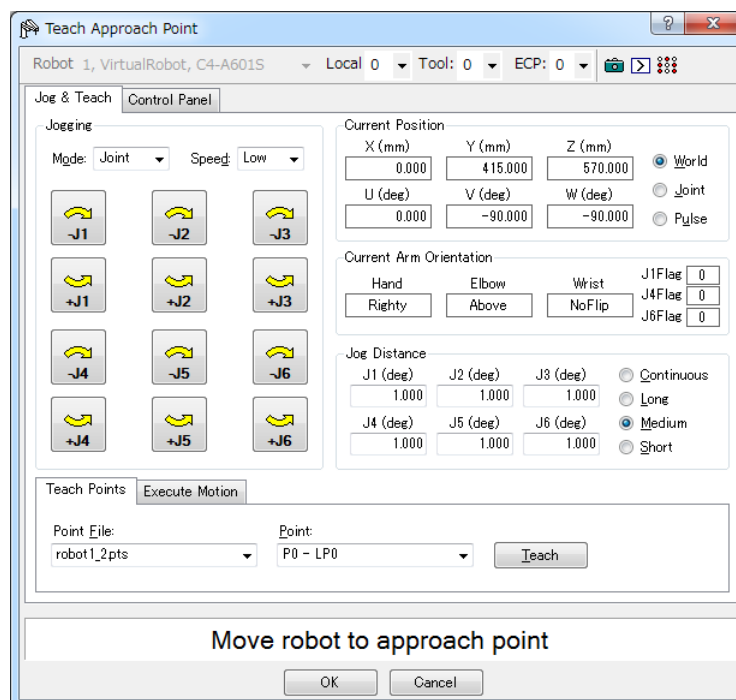 Teach Approach Point
Robot 1, VirtualRobot, C4-A601S Local 0 Tool: 0 ECP: 0
Jog & Teach Control Panel
Jogging
Mode: Joint Speed: Low
-J1 -J2 -J3
+J1 +J2 +J3
-J4 -J5 -J6
+J4 +J5 +J6
Current Position
X (mm) Y (mm) Z (mm)
0.000 415.000 570.000
U (deg) V (deg) W (deg)
0.000 -90.000 -90.000
World
Joint
Pulse
Current Arm Orientation
Hand Elbow Wrist
Righty Above NoFlip
J1Flag 0
J4Flag 0
J6Flag 0
Jog Distance
J1 (deg) J2 (deg) J3 (deg)
1.000 1.000 1.000
J4 (deg) J5 (deg) J6 (deg)
1.000 1.000 1.000
Continuous
Long
Medium
Short
Teach Points Execute Motion
Point File: Point:
robot1_2.pts P0 - LP0 Teach
Move robot to approach point
OK Cancel